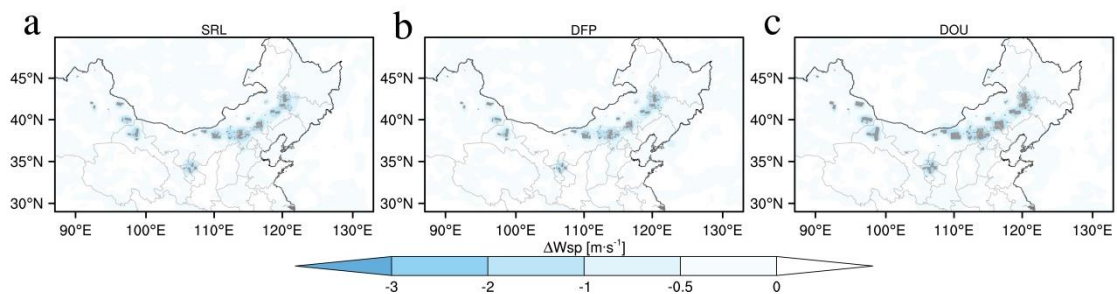 a SRL b DFP c DOU
45°N 45°N 45°N
40°N 40°N 40°N
35°N 35°N 35°N
30°N 30°N 30°N
90°E 100°E 110°E 120°E 130°E 90°E 100°E 110°E 120°E 130°E 90°E 100°E 110°E 120°E 130°E
ΔWsp [m·s⁻¹]
-3 -2 -1 -0.5 0